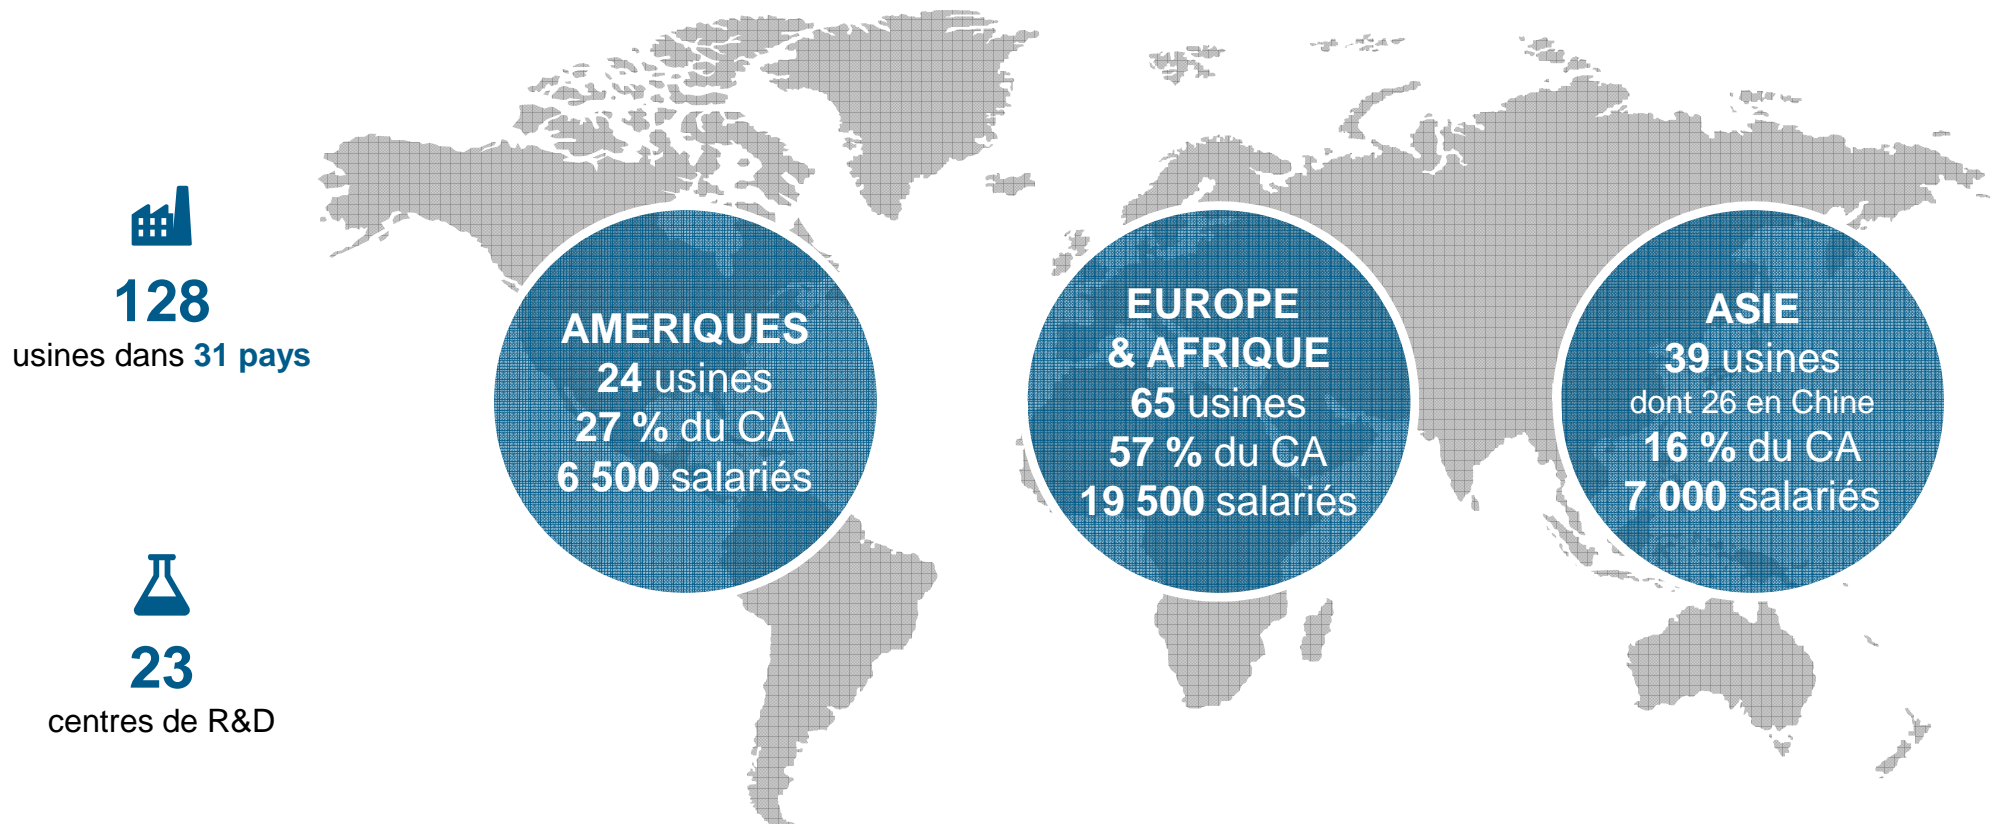 128
usines dans 31 pays
23
centres de R&D
AMERIQUES
24 usines
27 % du CA
6 500 salariés
EUROPE
& AFRIQUE
65 usines
57 % du CA
19 500 salariés
ASIE
39 usines
dont 26 en Chine
16 % du CA
7 000 salariés